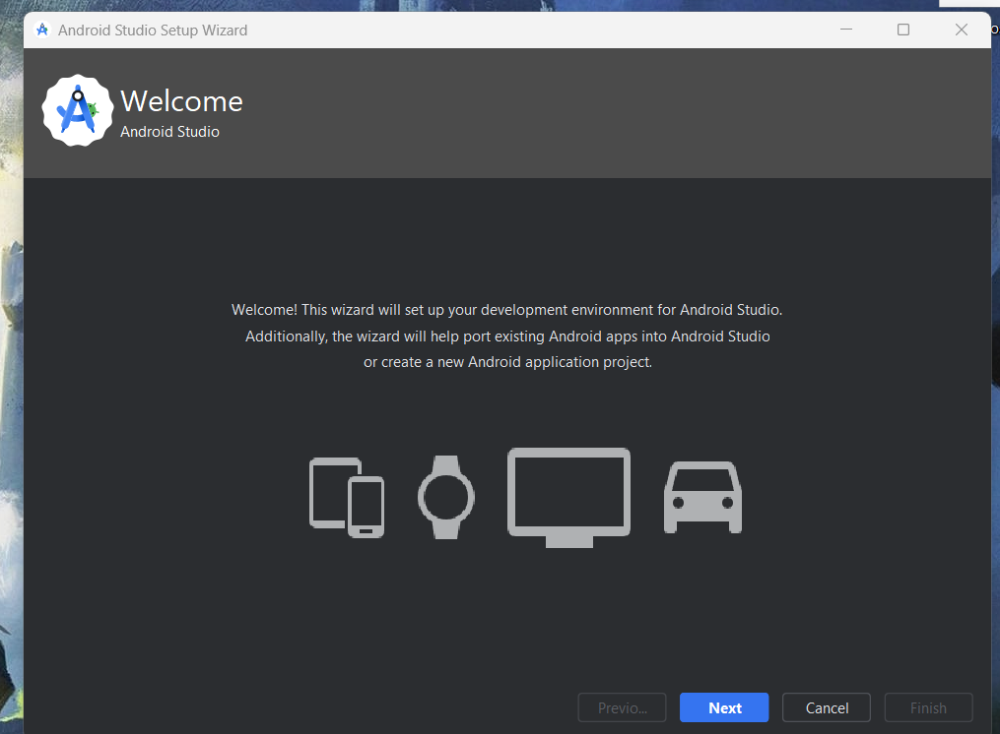 Android Studio Setup Wizard
Welcome
Android Studio
Welcome! This wizard will set up your development environment for Android Studio.
Additionally, the wizard will help port existing Android apps into Android Studio
or create a new Android application project.
Previo...
Next
Cancel
Finish